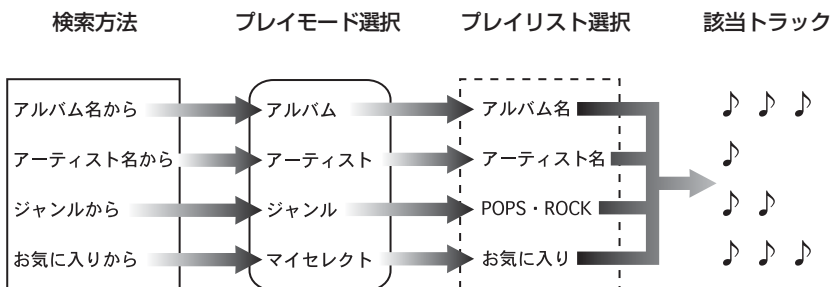 検索方法 プレイモード選択 プレイリスト選択 該当トラック
アルバム名から アルバム アルバム名
アーティスト名から アーティスト アーティスト名
ジャンルから ジャンル POPS・ROCK
お気に入りから マイセレクト お気に入り